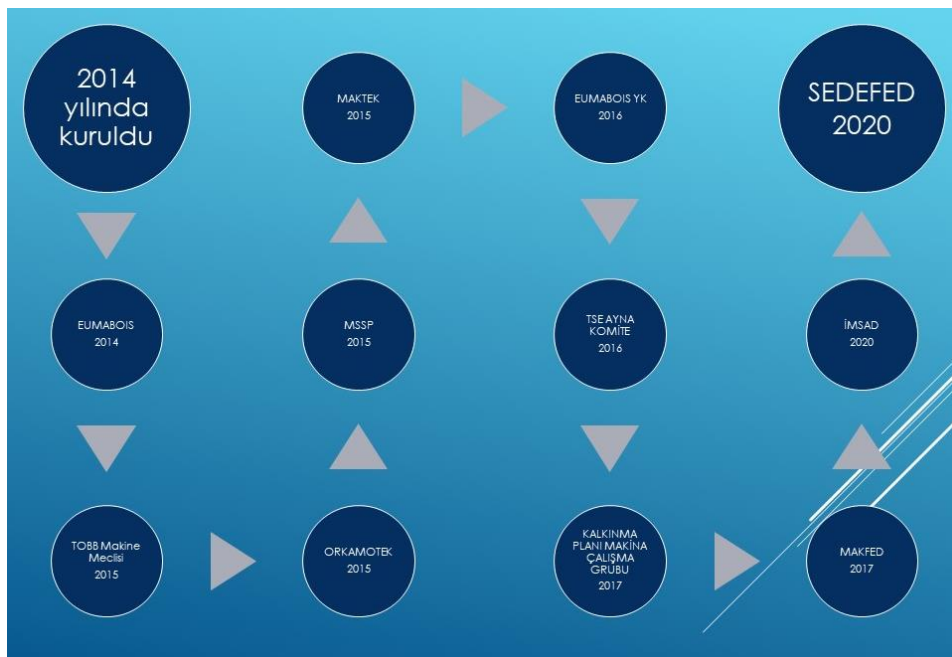 2014
yılında
kuruldu
EUMABOIS
2014
TOBB Makine
Meclisi
2015
ORKAMOTEK
2015
MSSP
2015
MAKTEK
2015
EUMABOIS YK
2016
TSE AYNA
KOMİTE
2016
KALKINMA
PLANI MAKİNA
ÇALIŞMA
GRUBU
2017
MAKFED
2017
İMSAD
2020
SEDEFED
2020